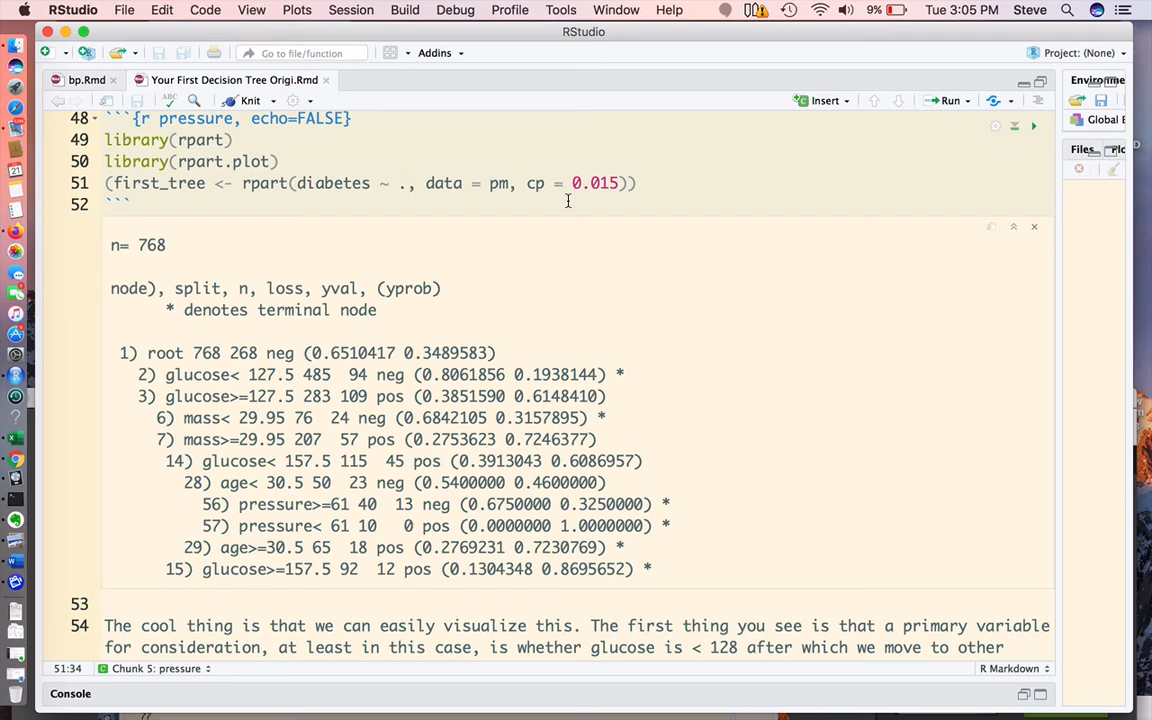 RStudio File Edit Code View Plots Session Build Debug Profile Tools Window Help 9% Tue 3:05 PM Steve
RStudio
Go to file/function Addins Project: (None)
bp.Rmd Your First Decision Tree Origi.Rmd Environme
ABC Knit Insert Run
Global E
Files Plo
48 ```{r pressure, echo=FALSE}
49 library(rpart)
50 library(rpart.plot)
51 (first_tree <- rpart(diabetes ~ ., data = pm, cp = 0.015))
52 ```
n= 768
node), split, n, loss, yval, (yprob)
* denotes terminal node
1) root 768 268 neg (0.6510417 0.3489583)
2) glucose< 127.5 485 94 neg (0.8061856 0.1938144) *
3) glucose>=127.5 283 109 pos (0.3851590 0.6148410)
6) mass< 29.95 76 24 neg (0.6842105 0.3157895) *
7) mass>=29.95 207 57 pos (0.2753623 0.7246377)
14) glucose< 157.5 115 45 pos (0.3913043 0.6086957)
28) age< 30.5 50 23 neg (0.5400000 0.4600000)
56) pressure>=61 40 13 neg (0.6750000 0.3250000) *
57) pressure< 61 10 0 pos (0.0000000 1.0000000) *
29) age>=30.5 65 18 pos (0.2769231 0.7230769) *
15) glucose>=157.5 92 12 pos (0.1304348 0.8695652) *
53
54 The cool thing is that we can easily visualize this. The first thing you see is that a primary variable
for consideration, at least in this case, is whether glucose is < 128 after which we move to other
51:34 Chunk 5: pressure R Markdown
Console